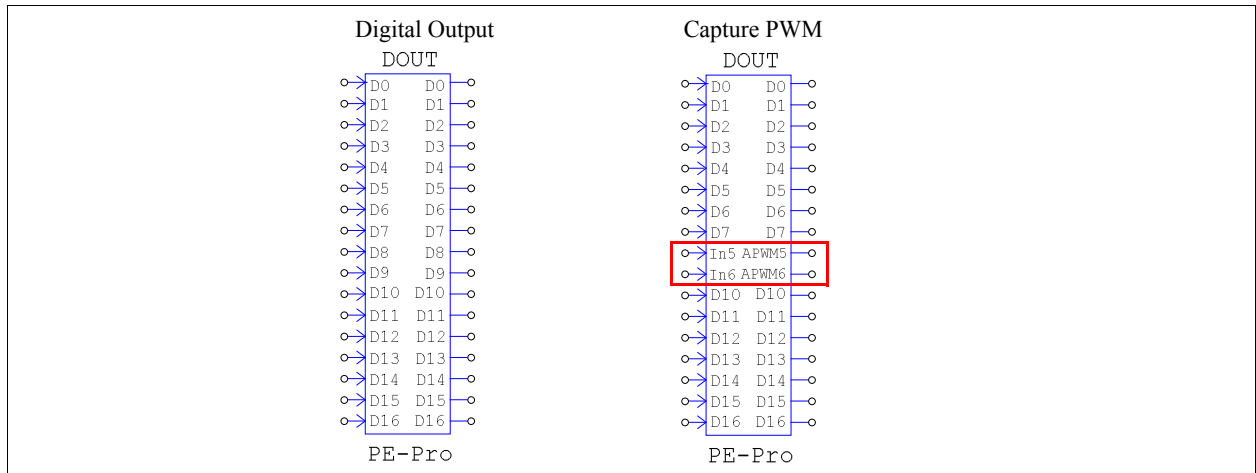 Digital Output Capture PWM
DOUT DOUT
D0 D0 D0 D0
D1 D1 D1 D1
D2 D2 D2 D2
D3 D3 D3 D3
D4 D4 D4 D4
D5 D5 D5 D5
D6 D6 D6 D6
D7 D7 D7 D7
D8 D8 In5 APWM5
D9 D9 In6 APWM6
D10 D10 D10 D10
D11 D11 D11 D11
D12 D12 D12 D12
D13 D13 D13 D13
D14 D14 D14 D14
D15 D15 D15 D15
D16 D16 D16 D16
PE-Pro PE-Pro